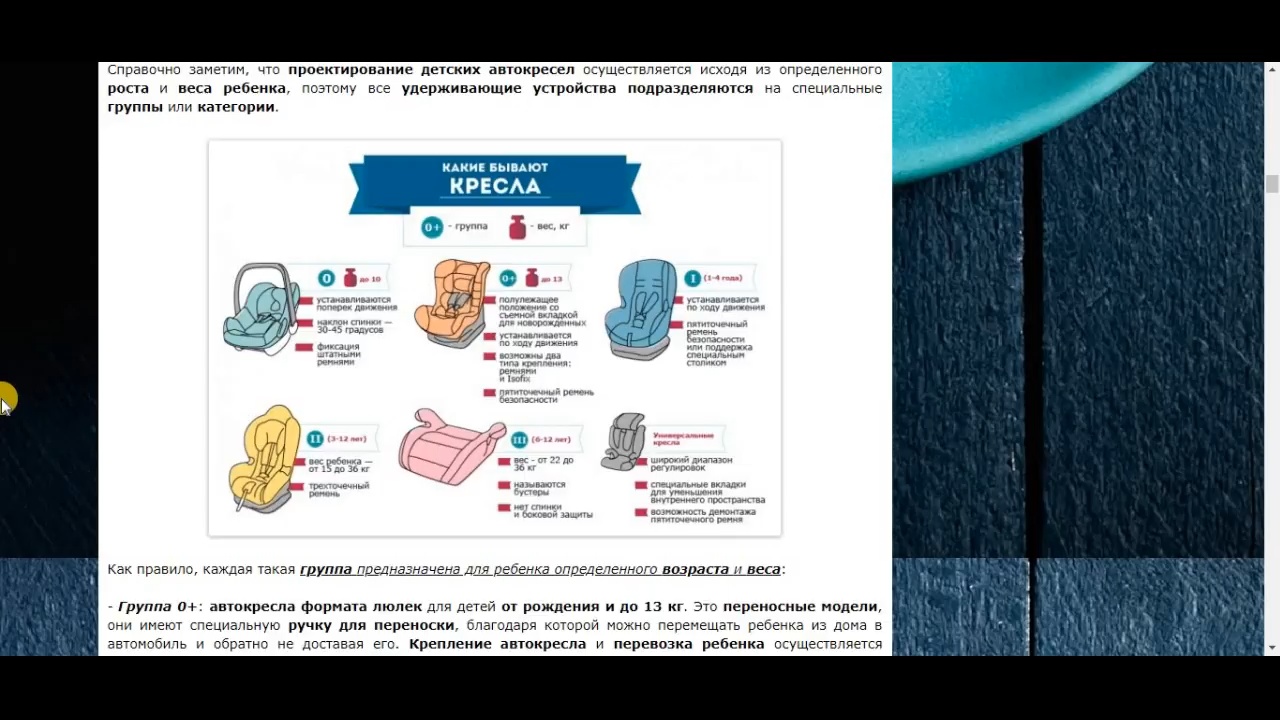 Справочно заметим, что проектирование детских автокресел осуществляется исходя из определенного
роста и веса ребенка, поэтому все удерживающие устройства подразделяются на специальные
группы или категории.
КАКИЕ БЫВАЮТ
КРЕСЛА
0+ - группа - вес, кг
0 до 10
устанавливаются
поперек движения
наклон спинки —
30-45 градусов
фиксация
штатными
ремнями
0+ до 13
полулежащее
положение со
съемной вкладкой
для новорожденных
устанавливается
по ходу движения
возможны два
типа крепления:
ремнями
и Isofix
пятиточечный ремень
безопасности
I (1-4 года)
устанавливается
по ходу движения
пятиточечный
ремень
безопасности
или поддержка
специальным
столиком
II (3-12 лет)
вес ребенка —
от 15 до 36 кг
трехточечный
ремень
III (6-12 лет)
вес - от 22 до
36 кг
называются
бустеры
нет спинки
и боковой защиты
Универсальные
кресла
широкий диапазон
регулировок
специальные вкладки
для уменьшения
внутреннего пространства
возможность демонтажа
пятиточечного ремня
Как правило, каждая такая группа предназначена для ребенка определенного возраста и веса:
- Группа 0+: автокресла формата люлек для детей от рождения и до 13 кг. Это переносные модели,
они имеют специальную ручку для переноски, благодаря которой можно перемещать ребенка из дома в
автомобиль и обратно не доставая его. Крепление автокресла и перевозка ребенка осуществляется